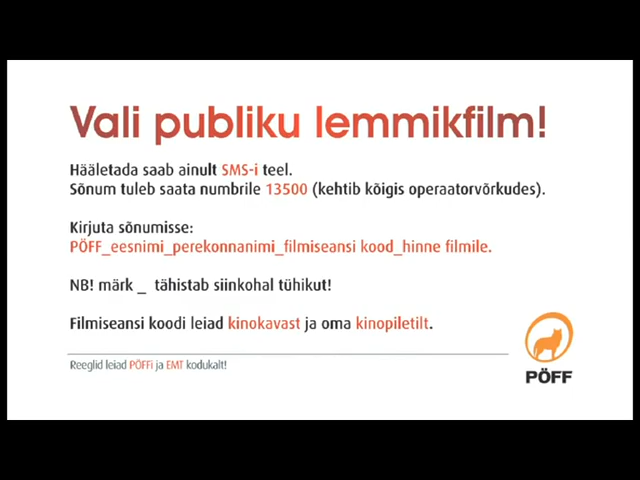 Vali publiku lemmikfilm!
Hääletada saab ainult SMS-i teel.
Sõnum tuleb saata numbrile 13500 (kehtib kõigis operaatorvõrkudes).
Kirjuta sõnumisse:
PÖFF_eesnimi_perekonnanimi_filmiseansi kood_hinne filmile.
NB! märk _ tähistab siinkohal tühikut!
Filmiseansi koodi leiad kinokavast ja oma kinopiletilt.
Reeglid leiad PÖFFi ja EMT kodukalt!
PÖFF